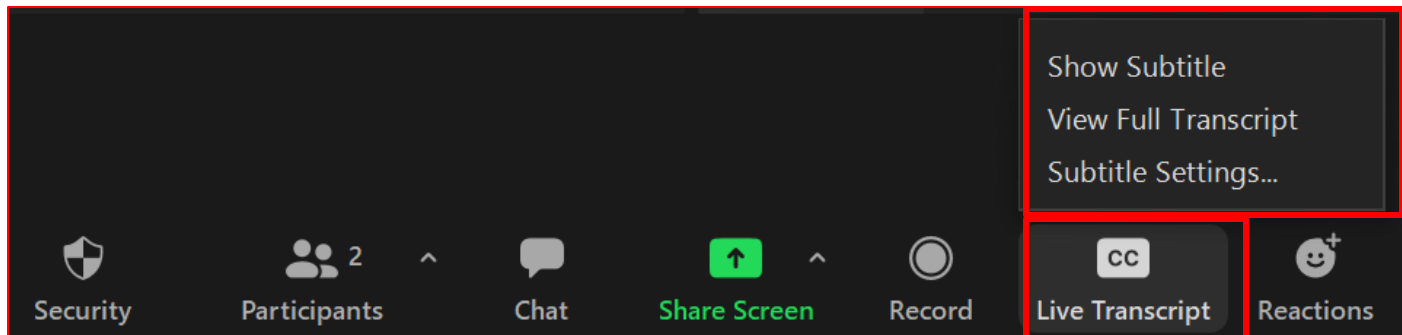 Show Subtitle
View Full Transcript
Subtitle Settings...
2
CC
Security
Participants
Chat
Share Screen
Record
Live Transcript
Reactions